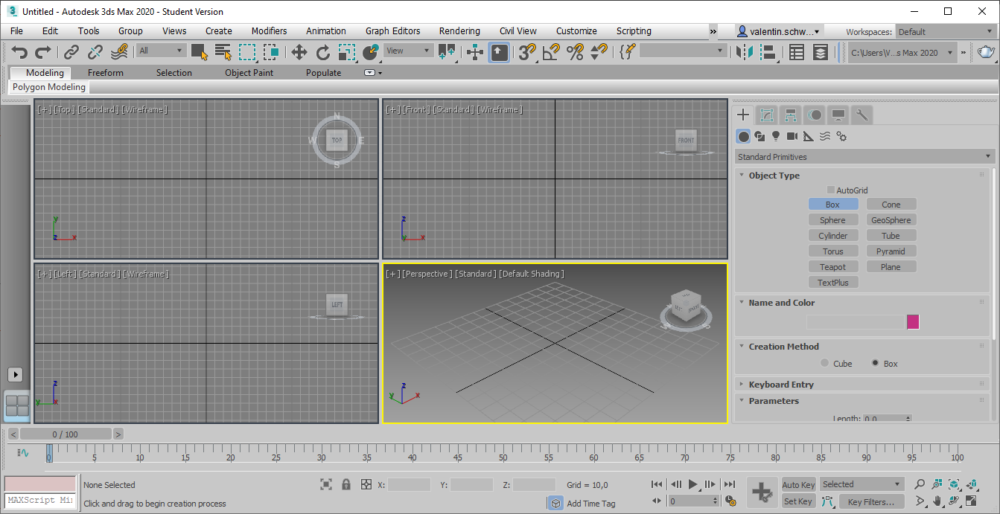 Untitled - Autodesk 3ds Max 2020 - Student Version
File Edit Tools Group Views Create Modifiers Animation Graph Editors Rendering Civil View Customize Scripting » valentin.schw... Workspaces: Default
All View C:\Users\V...s Max 2020 »
Modeling Freeform Selection Object Paint Populate
Polygon Modeling
[+] [Top] [Standard] [Wireframe]
N
W TOP E
S
y
z x
[+] [Front] [Standard] [Wireframe]
FRONT
z
y x
[+] [Left] [Standard] [Wireframe]
LEFT
z
y x
[+] [Perspective] [Standard] [Default Shading]
FRONT
z
y x
Standard Primitives
Object Type
AutoGrid
Box Cone
Sphere GeoSphere
Cylinder Tube
Torus Pyramid
Teapot Plane
TextPlus
Name and Color
Creation Method
Cube Box
Keyboard Entry
Parameters
Length: 0,0
< 0 / 100 >
0 5 10 15 20 25 30 35 40 45 50 55 60 65 70 75 80 85 90 95 100
None Selected X: Y: Z: Grid = 10,0 Auto Key Selected
MAXScript Mi
Click and drag to begin creation process Add Time Tag 0 Set Key Key Filters...